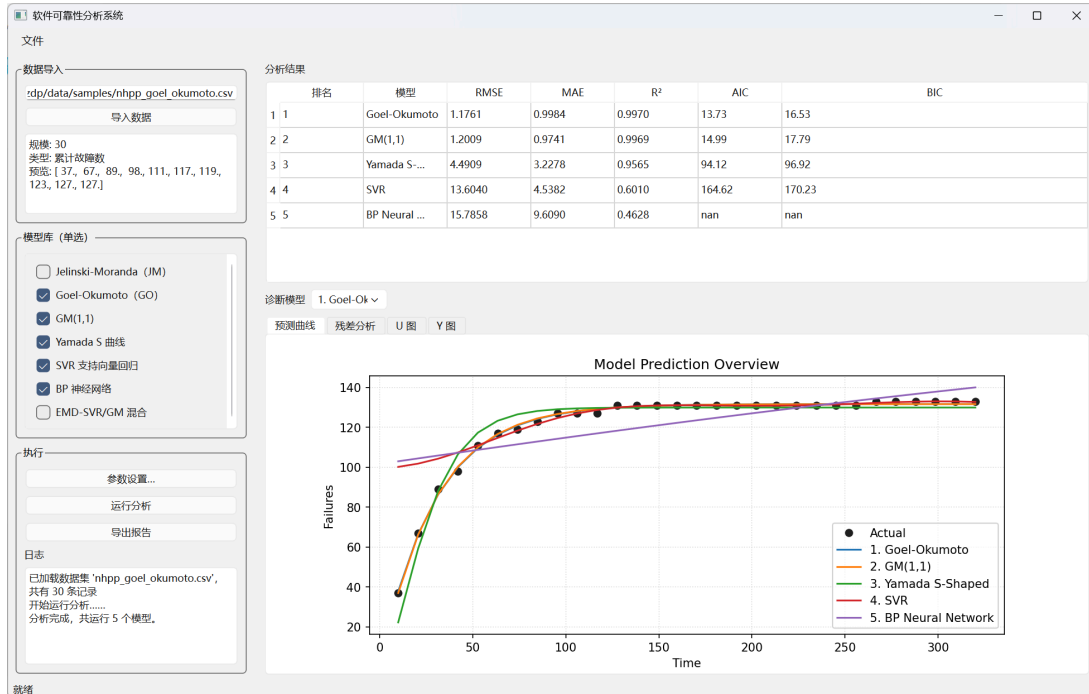 软件可靠性分析系统
文件
数据导入
zdp/data/samples/nhpp_goel_okumoto.csv
导入数据
规模: 30
类型: 累计故障数
预览: [ 37., 67., 89., 98., 111., 117., 119.,
123., 127., 127.]
模型库（单选）
Jelinski-Moranda（JM）
Goel-Okumoto（GO）
GM(1,1)
Yamada S 曲线
SVR 支持向量回归
BP 神经网络
EMD-SVR/GM 混合
执行
参数设置...
运行分析
导出报告
日志
已加载数据集 'nhpp_goel_okumoto.csv',
共有 30 条记录
开始运行分析......
分析完成，共运行 5 个模型。
就绪
分析结果
排名 模型 RMSE MAE R² AIC BIC
1 1 Goel-Okumoto 1.1761 0.9984 0.9970 13.73 16.53
2 2 GM(1,1) 1.2009 0.9741 0.9969 14.99 17.79
3 3 Yamada S-... 4.4909 3.2278 0.9565 94.12 96.92
4 4 SVR 13.6040 4.5382 0.6010 164.62 170.23
5 5 BP Neural ... 15.7858 9.6090 0.4628 nan nan
诊断模型 1. Goel-Ok
预测曲线 残差分析 U 图 Y 图
Model Prediction Overview
140
120
100
80
60
40
20
Failures
0 50 100 150 200 250 300
Time
Actual
1. Goel-Okumoto
2. GM(1,1)
3. Yamada S-Shaped
4. SVR
5. BP Neural Network